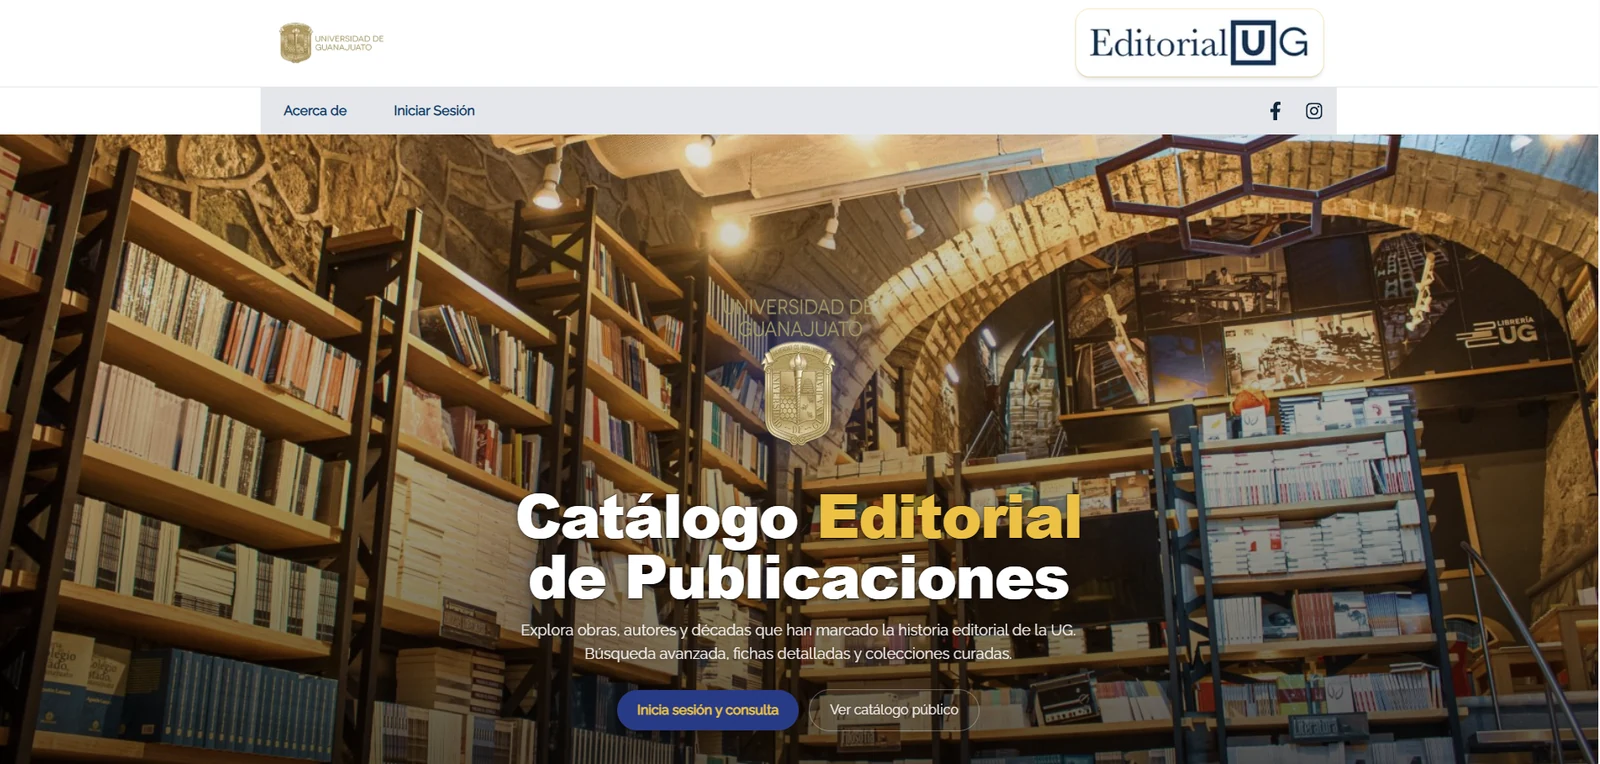 UNIVERSIDAD DE
GUANAJUATO
Editorial UG
Acerca de
Iniciar Sesión
UNIVERSIDAD DE
GUANAJUATO
LIBRERÍA
UG
Catálogo Editorial
de Publicaciones
Explora obras, autores y décadas que han marcado la historia editorial de la UG.
Búsqueda avanzada, fichas detalladas y colecciones curadas.
Inicia sesión y consulta
Ver catálogo público